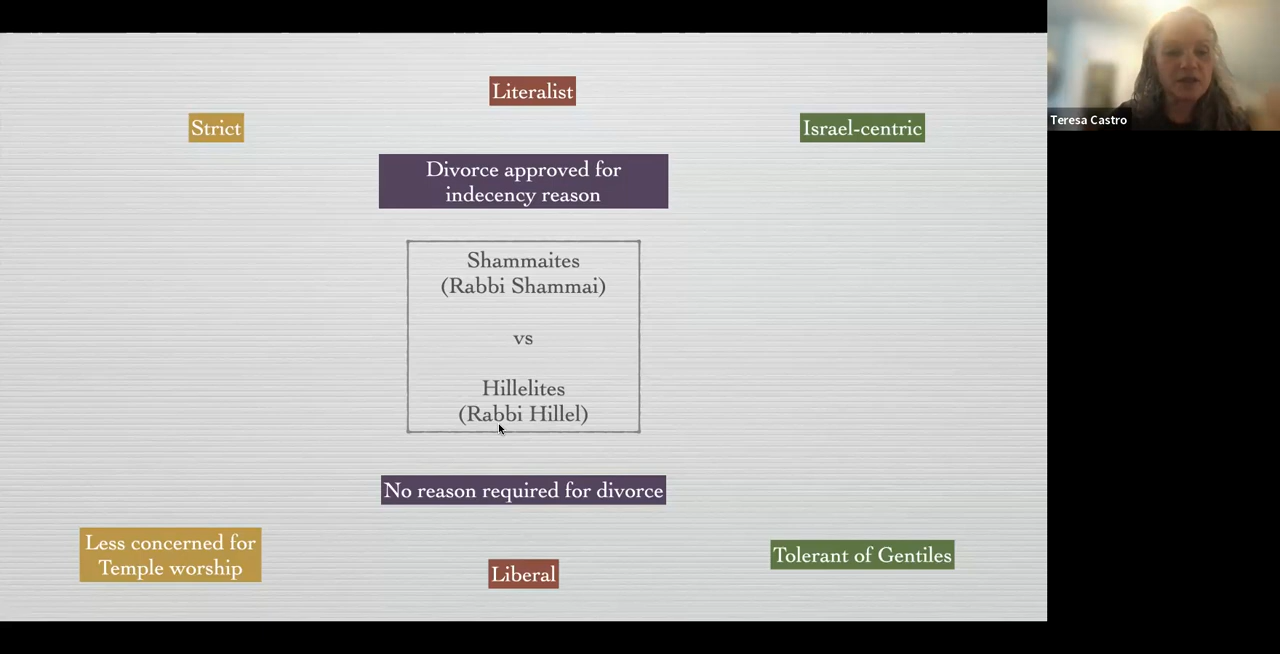 Literalist
Strict
Israel-centric
Divorce approved for
indecency reason
Shammaites
(Rabbi Shammai)
vs
Hillelites
(Rabbi Hillel)
No reason required for divorce
Less concerned for
Temple worship
Liberal
Tolerant of Gentiles
Teresa Castro